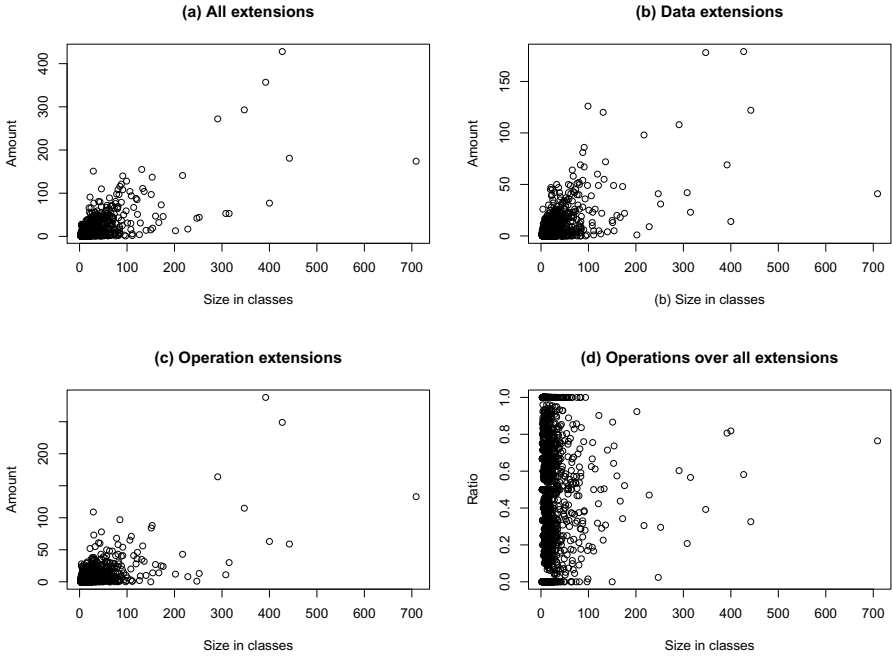 (a) All extensions
Amount
0 100 200 300 400
0 100 200 300 400 500 600 700
Size in classes
(b) Data extensions
Amount
0 50 100 150
0 100 200 300 400 500 600 700
(b) Size in classes
(c) Operation extensions
Amount
0 50 100 200
0 100 200 300 400 500 600 700
Size in classes
(d) Operations over all extensions
Ratio
0.0 0.2 0.4 0.6 0.8 1.0
0 100 200 300 400 500 600 700
Size in classes